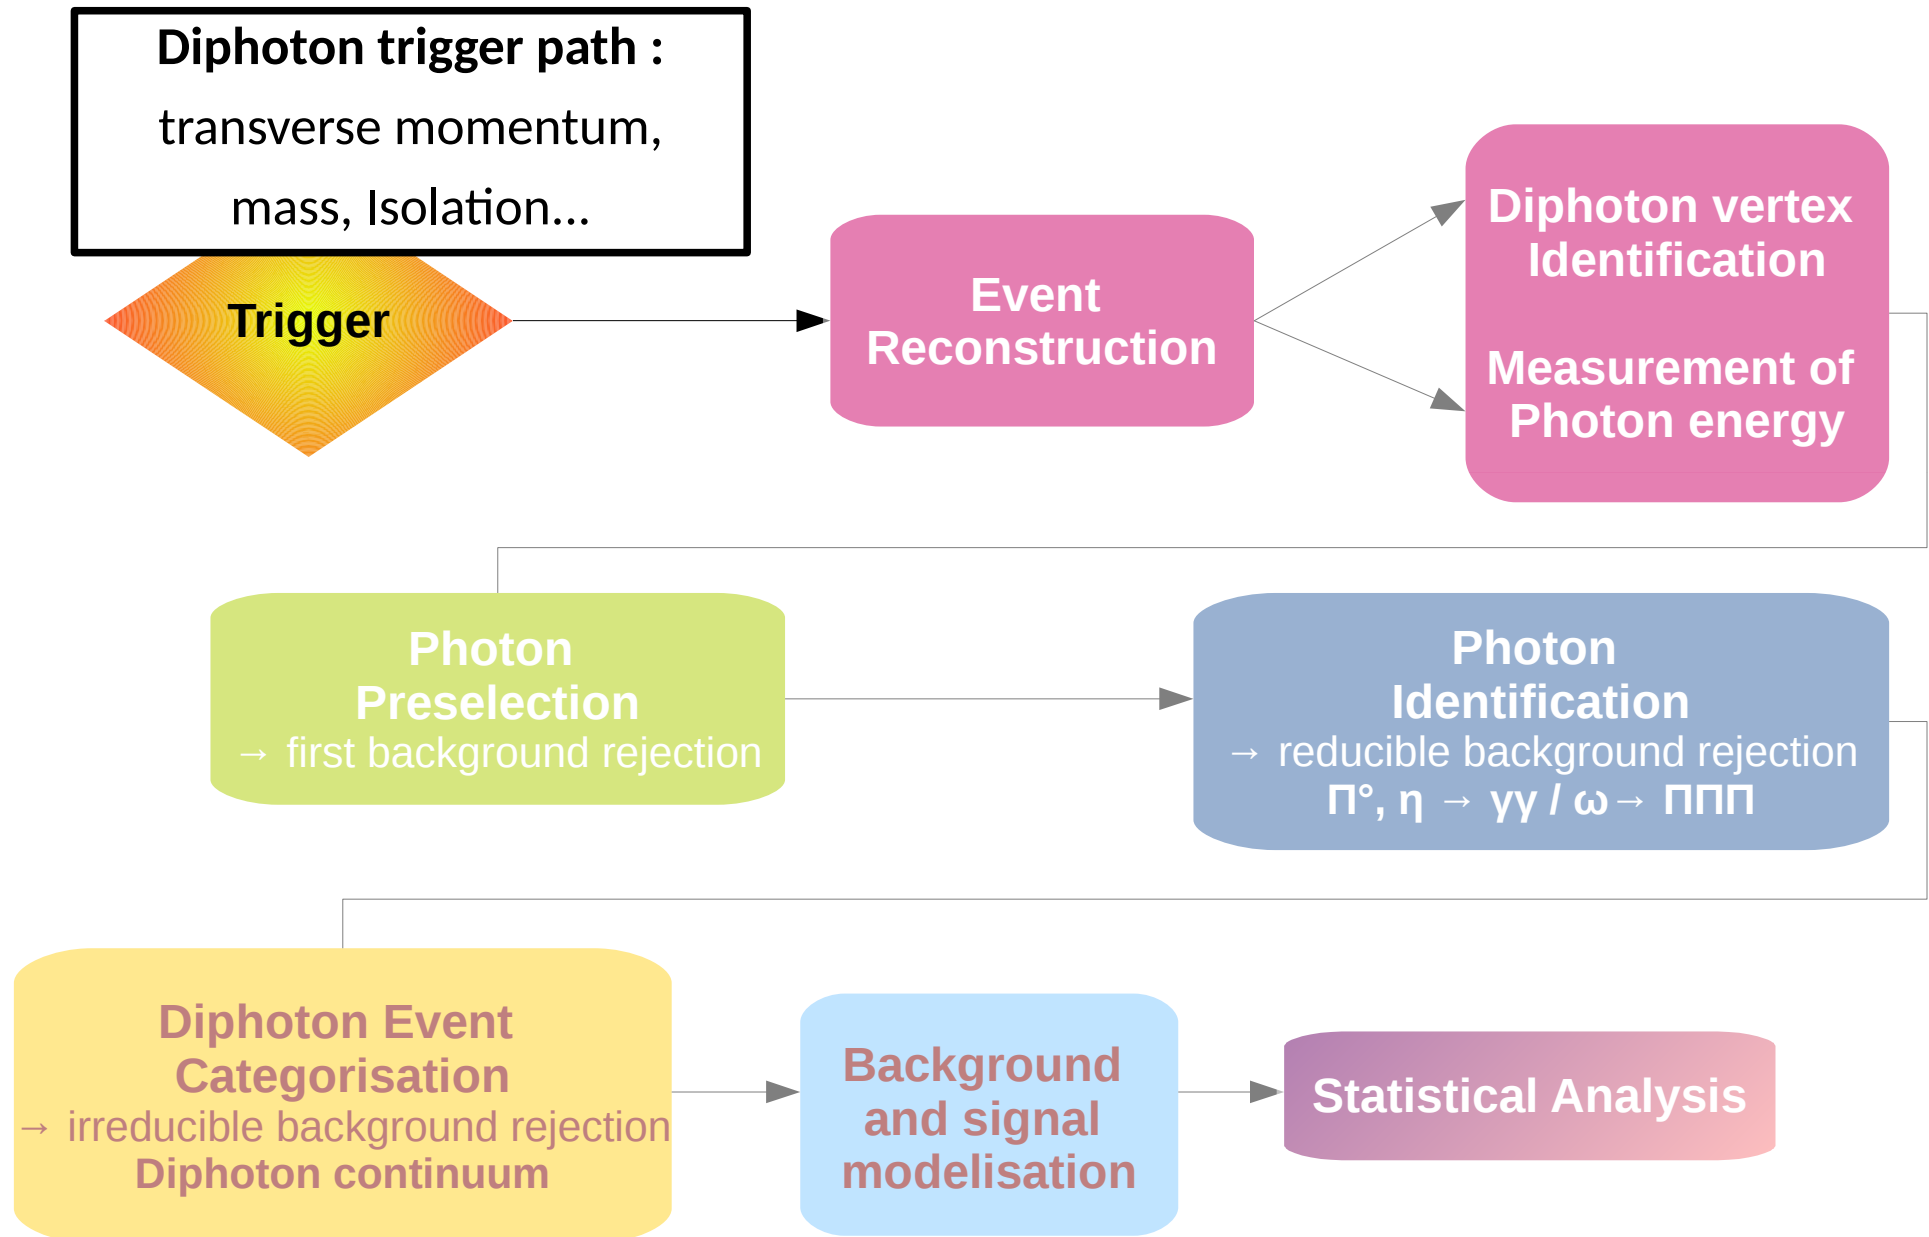 Diphoton trigger path :
transverse momentum,
mass, Isolation...
Trigger
Event
Reconstruction
Diphoton vertex
Identification
Measurement of
Photon energy
Photon
Preselection
→ first background rejection
Photon
Identification
→ reducible background rejection
Π°, η → γγ / ω→ ΠΠΠ
Diphoton Event
Categorisation
→ irreducible background rejection
Diphoton continuum
Background
and signal
modelisation
Statistical Analysis